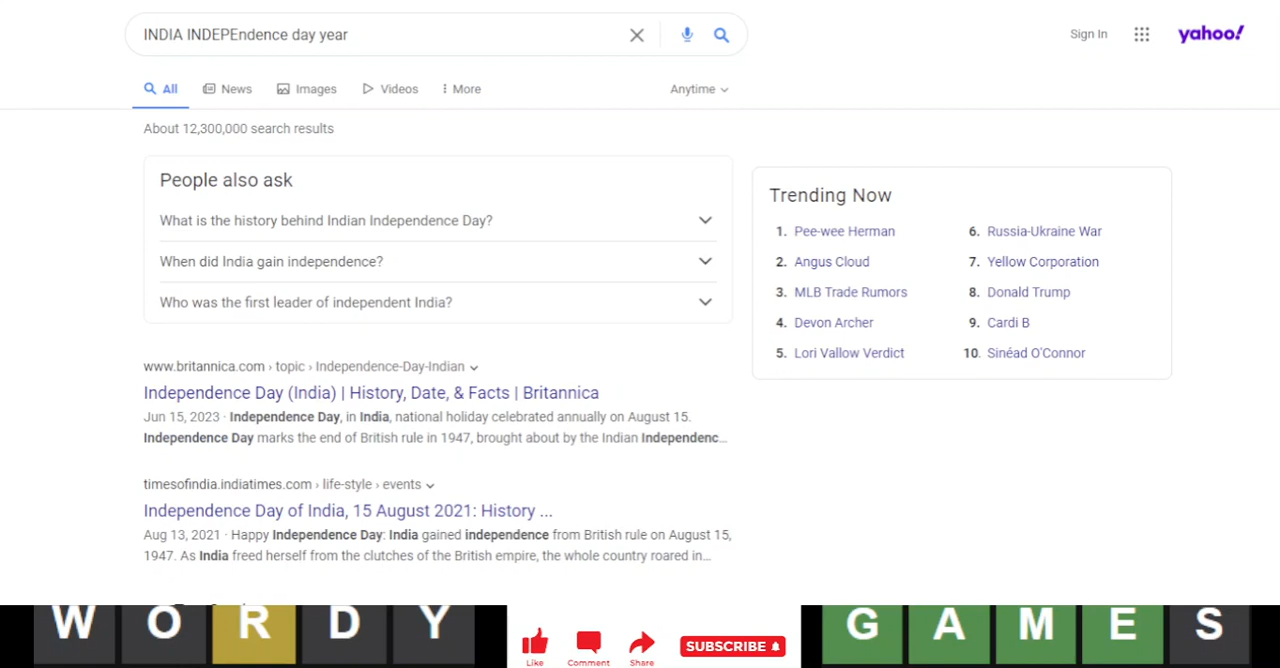 INDIA INDEPEndence day year
Sign In
yahoo!
All
News
Images
Videos
More
Anytime
About 12,300,000 search results
People also ask
What is the history behind Indian Independence Day?
When did India gain independence?
Who was the first leader of independent India?
Trending Now
1. Pee-wee Herman
2. Angus Cloud
3. MLB Trade Rumors
4. Devon Archer
5. Lori Vallow Verdict
6. Russia-Ukraine War
7. Yellow Corporation
8. Donald Trump
9. Cardi B
10. Sinéad O'Connor
www.britannica.com › topic › Independence-Day-Indian
Independence Day (India) | History, Date, & Facts | Britannica
Jun 15, 2023 · Independence Day, in India, national holiday celebrated annually on August 15.
Independence Day marks the end of British rule in 1947, brought about by the Indian Independenc...
timesofindia.indiatimes.com › life-style › events
Independence Day of India, 15 August 2021: History ...
Aug 13, 2021 · Happy Independence Day: India gained independence from British rule on August 15,
1947. As India freed herself from the clutches of the British empire, the whole country roared in...
WORDY
Like
Comment
Share
SUBSCRIBE
GAMES